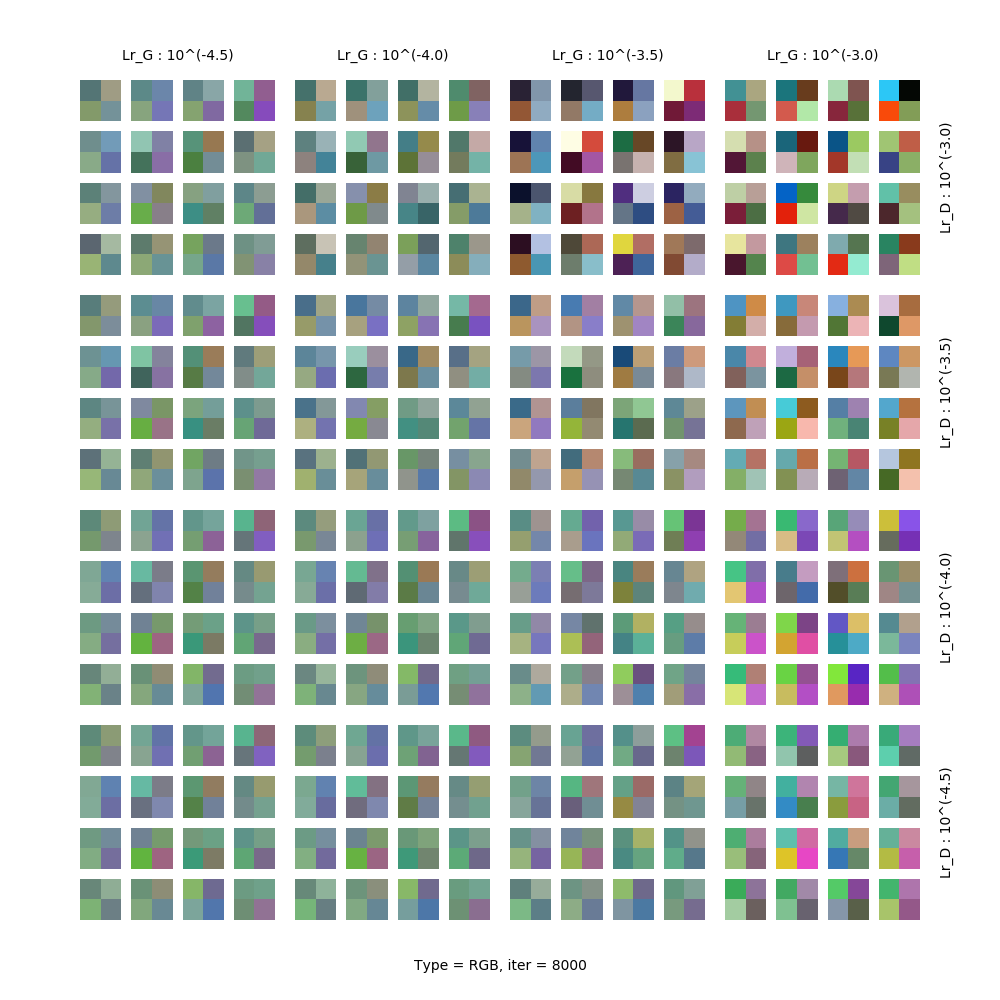 Lr_G : 10^(-4.5)
Lr_G : 10^(-4.0)
Lr_G : 10^(-3.5)
Lr_G : 10^(-3.0)
Lr_D : 10^(-3.0)
Lr_D : 10^(-3.5)
Lr_D : 10^(-4.0)
Lr_D : 10^(-4.5)
Type = RGB, iter = 8000